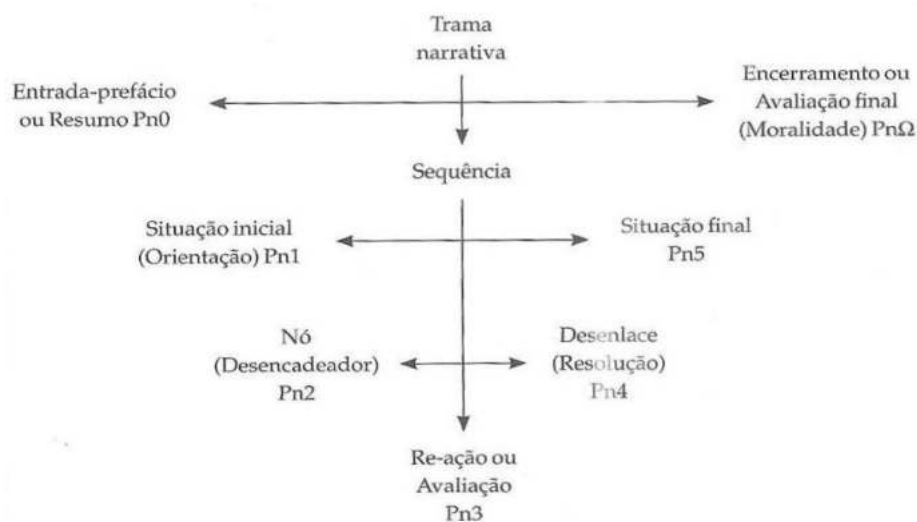 Trama
narrativa
Entrada-prefácio
ou Resumo Pn0
Encerramento ou
Avaliação final
(Moralidade) PnΩ
Sequência
Situação inicial
(Orientação) Pn1
Situação final
Pn5
Nó
(Desencadeador)
Pn2
Desenlace
(Resolução)
Pn4
Re-ação ou
Avaliação
Pn3